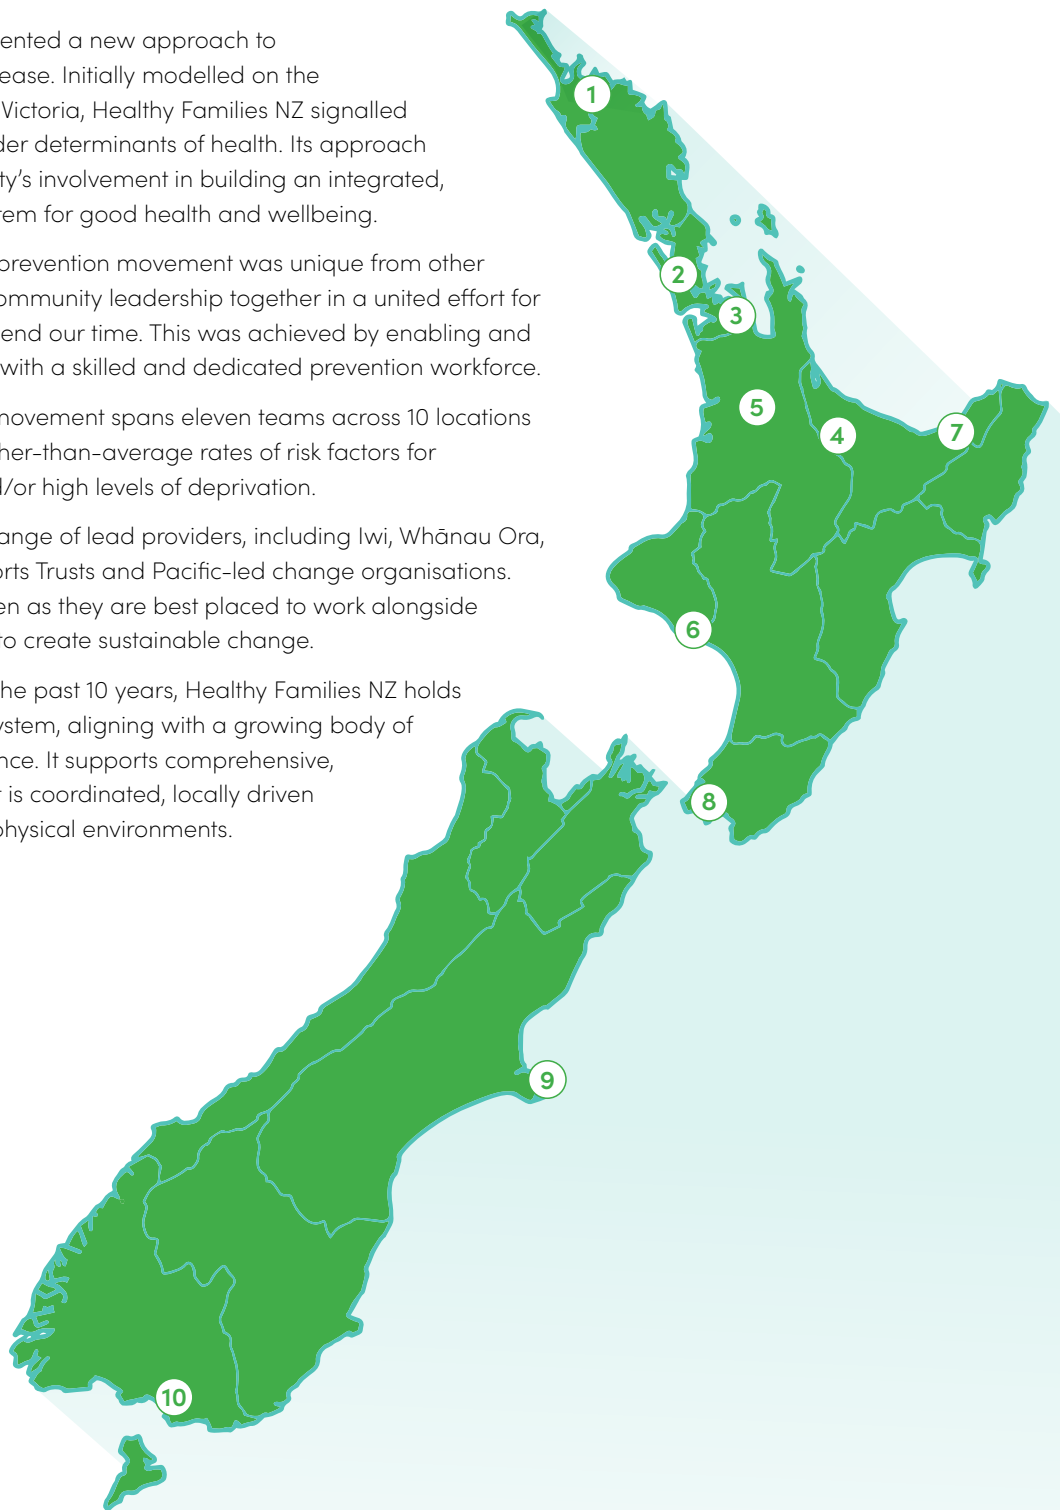 ented a new approach to
ease. Initially modelled on the
Victoria, Healthy Families NZ signalled
der determinants of health. Its approach
ty's involvement in building an integrated,
tem for good health and wellbeing.
prevention movement was unique from other
ommunity leadership together in a united effort for
end our time. This was achieved by enabling and
with a skilled and dedicated prevention workforce.
movement spans eleven teams across 10 locations
her-than-average rates of risk factors for
d/or high levels of deprivation.
ange of lead providers, including Iwi, Whānau Ora,
orts Trusts and Pacific-led change organisations.
en as they are best placed to work alongside
to create sustainable change.
he past 10 years, Healthy Families NZ holds
ystem, aligning with a growing body of
nce. It supports comprehensive,
t is coordinated, locally driven
physical environments.
1
2
3
5
4
7
6
8
9
10